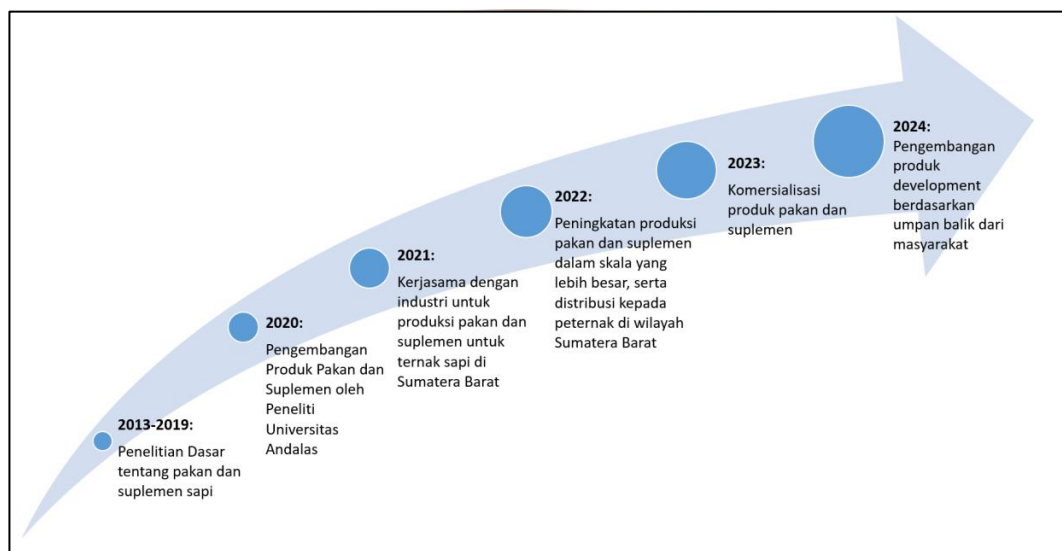 2013-2019:
Penelitian Dasar
tentang pakan dan
suplemen sapi
2020:
Pengembangan
Produk Pakan dan
Suplemen oleh
Peneliti
Universitas
Andalas
2021:
Kerjasama dengan
industri untuk
produksi pakan dan
suplemen untuk
ternak sapi di
Sumatera Barat
2022:
Peningkatan produksi
pakan dan suplemen
dalam skala yang
lebih besar, serta
distribusi kepada
peternak di wilayah
Sumatera Barat
2023:
Komersialisasi
produk pakan dan
suplemen
2024:
Pengembangan
produk
development
berdasarkan
umpan balik dari
masyarakat